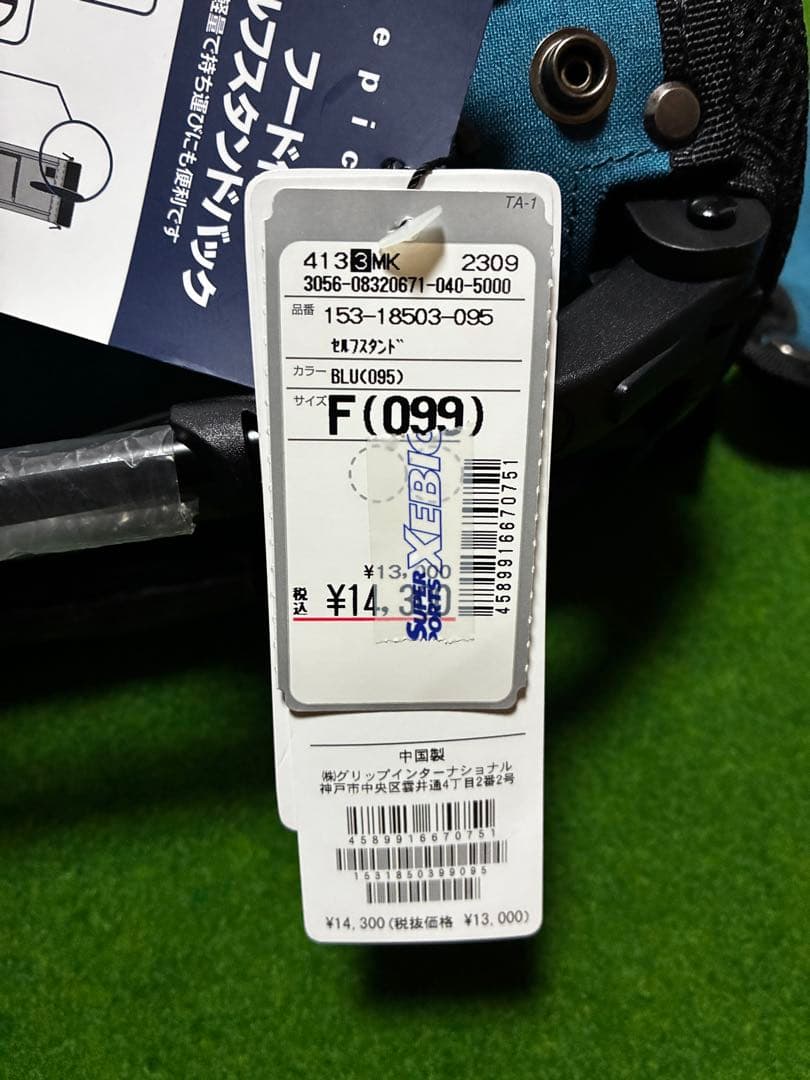 epic
フード
ルフスタンドバック
軽量で持ち運びにも便利です
TA-1
413 3 MK 2309
3056-08320671-040-5000
品番 153-18503-095
ｾﾙﾌｽﾀﾝﾄﾞ
カラー BLU(095)
サイズ F(099)
SUPER SPORTS XEBIO
¥13,000
税込 ¥14,300
4589916670751
中国製
㈱グリップインターナショナル
神戸市中央区雲井通4丁目2番2号
4589916670751
1531850399095
¥14,300(税抜価格 ¥13,000)